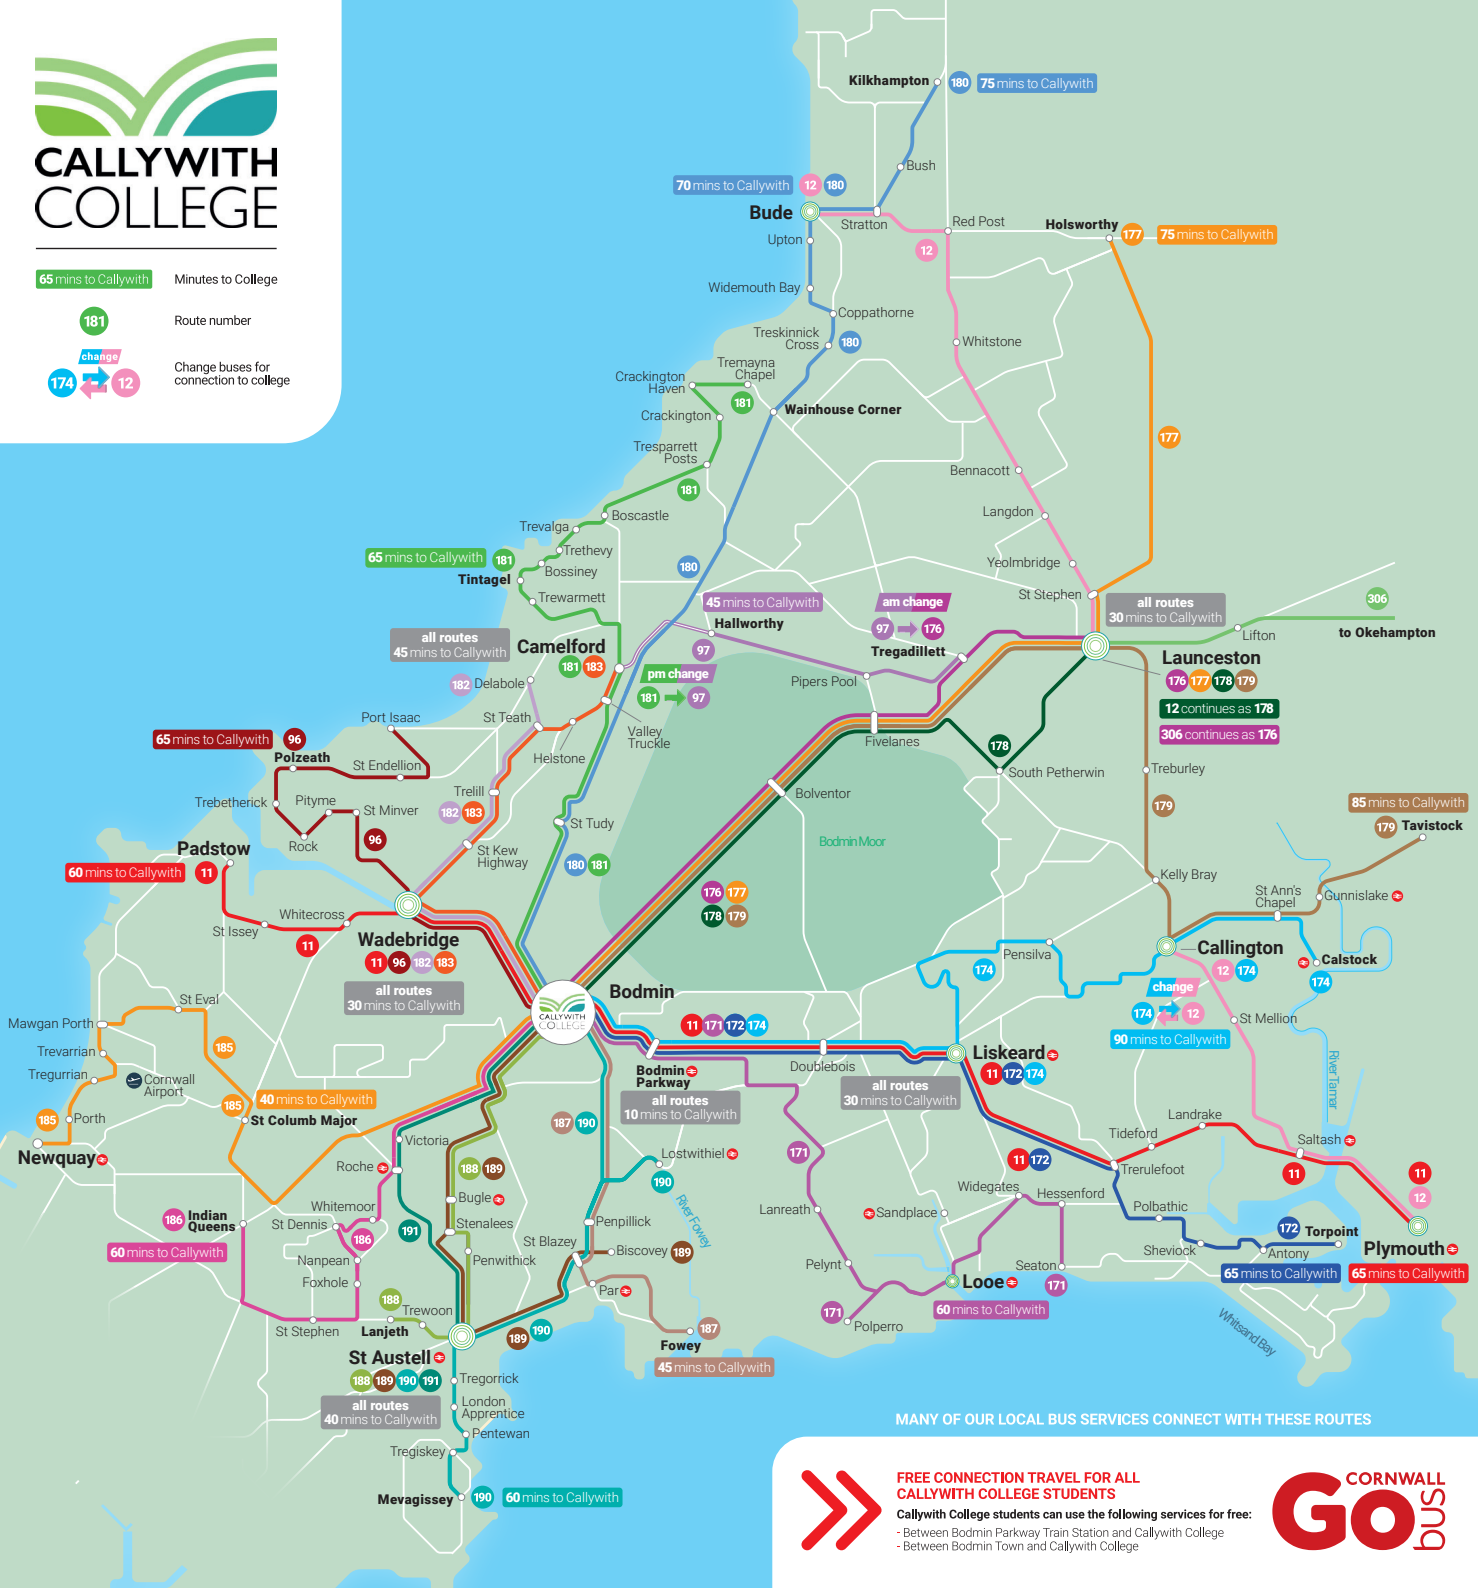 CALLYWITH
COLLEGE
65 mins to Callywith
Minutes to College
181
Route number
change
174
12
Change buses for
connection to college
Kilkhampton
180
75 mins to Callywith
Bush
70 mins to Callywith
12
180
Bude
Stratton
Red Post
Holsworthy
177
75 mins to Callywith
Upton
12
Widemouth Bay
Coppathorne
Treskinnick
Cross
180
Whitstone
Tremayna
Chapel
Crackington
Haven
181
Wainhouse Corner
Crackington
177
Tresparrett
Posts
Bennacott
181
Boscastle
Langdon
Trevalga
65 mins to Callywith
181
Trethevy
Tintagel
Bossiney
180
Yeolmbridge
Trewarmett
St Stephen
45 mins to Callywith
am change
97
176
all routes
30 mins to Callywith
306
Hallworthy
Tregadillett
Lifton
to Okehampton
all routes
45 mins to Callywith
Camelford
181
183
97
pm change
181
97
Launceston
176
177
178
179
182
Delabole
Pipers Pool
12 continues as 178
306 continues as 176
Port Isaac
St Teath
Valley
Truckle
65 mins to Callywith
96
Polzeath
Helstone
Fivelanes
178
St Endellion
South Petherwin
Treburley
Trebetherick
Pityme
St Minver
Trelill
Bolventor
179
85 mins to Callywith
179
Tavistock
182
183
St Tudy
Rock
96
Bodmin Moor
Padstow
60 mins to Callywith
11
St Kew
Highway
180
181
Kelly Bray
St Ann's
Chapel
Gunnislake
176
177
178
179
Whitecross
St Issey
11
Wadebridge
11
96
182
183
Callington
12
174
Calstock
174
Pensilva
174
all routes
30 mins to Callywith
Bodmin
change
174
12
90 mins to Callywith
St Mellion
St Eval
CALLYWITH
COLLEGE
Mawgan Porth
185
11
171
172
174
Trevarrian
Liskeard
11
172
174
River Tamar
Tregurrian
Cornwall
Airport
Bodmin
Parkway
Doublebois
all routes
10 mins to Callywith
all routes
30 mins to Callywith
40 mins to Callywith
185
St Columb Major
185
Porth
187
190
Landrake
Newquay
Victoria
Tideford
Saltash
Roche
188
189
Lostwithiel
190
171
11
172
Trerulefoot
11
11
12
Bugle
Widegates
Hessenford
Whitemoor
River Fowey
Lanreath
Sandplace
Polbathic
186
Indian
Queens
St Dennis
191
Stenalees
Penpillick
172
Torpoint
60 mins to Callywith
186
Nanpean
Penwithick
St Blazey
Biscovey
189
Sheviock
Antony
Plymouth
Foxhole
Pelynt
Seaton
65 mins to Callywith
65 mins to Callywith
Par
Looe
171
188
Trewoon
60 mins to Callywith
St Stephen
Lanjeth
189
190
187
171
Polperro
Whitsand Bay
Fowey
St Austell
188
189
190
191
45 mins to Callywith
Tregorrick
all routes
40 mins to Callywith
London
Apprentice
Pentewan
Tregiskey
Mevagissey
190
60 mins to Callywith
MANY OF OUR LOCAL BUS SERVICES CONNECT WITH THESE ROUTES
FREE CONNECTION TRAVEL FOR ALL
CALLYWITH COLLEGE STUDENTS
Callywith College students can use the following services for free:
- Between Bodmin Parkway Train Station and Callywith College
- Between Bodmin Town and Callywith College
GO
CORNWALL
bus